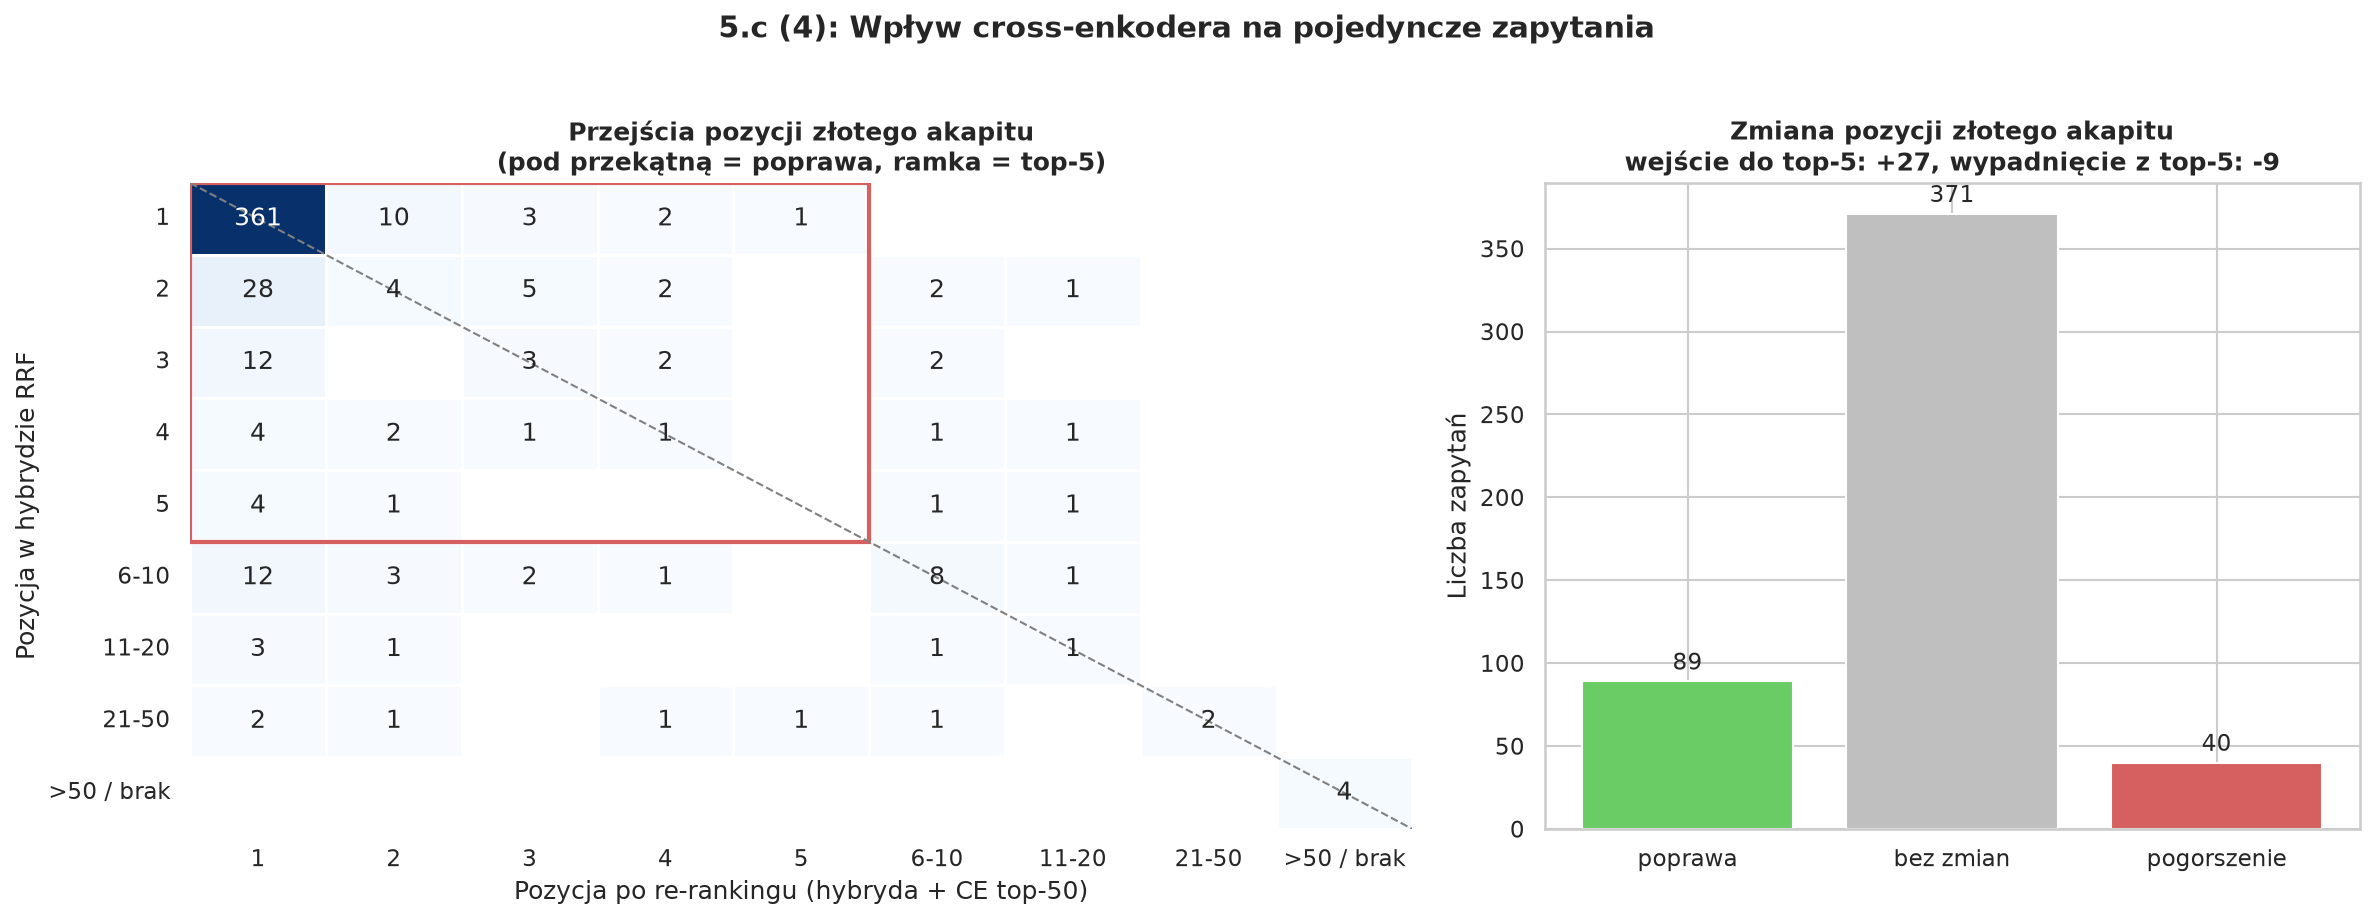 5.c (4): Wpływ cross-enkodera na pojedyncze zapytania
Przejścia pozycji złotego akapitu
(pod przekątną = poprawa, ramka = top-5)
Pozycja w hybrydzie RRF
1 361 10 3 2 1
2 28 4 5 2 2 1
3 12 3 2 2
4 4 2 1 1 1 1
5 4 1 1 1
6-10 12 3 2 1 8 1
11-20 3 1 1 1
21-50 2 1 1 1 1 2
>50 / brak 4
1 2 3 4 5 6-10 11-20 21-50 >50 / brak
Pozycja po re-rankingu (hybryda + CE top-50)
Zmiana pozycji złotego akapitu
wejście do top-5: +27, wypadnięcie z top-5: -9
Liczba zapytań
350
300
250
200
150
100
50
0
89
371
40
poprawa bez zmian pogorszenie